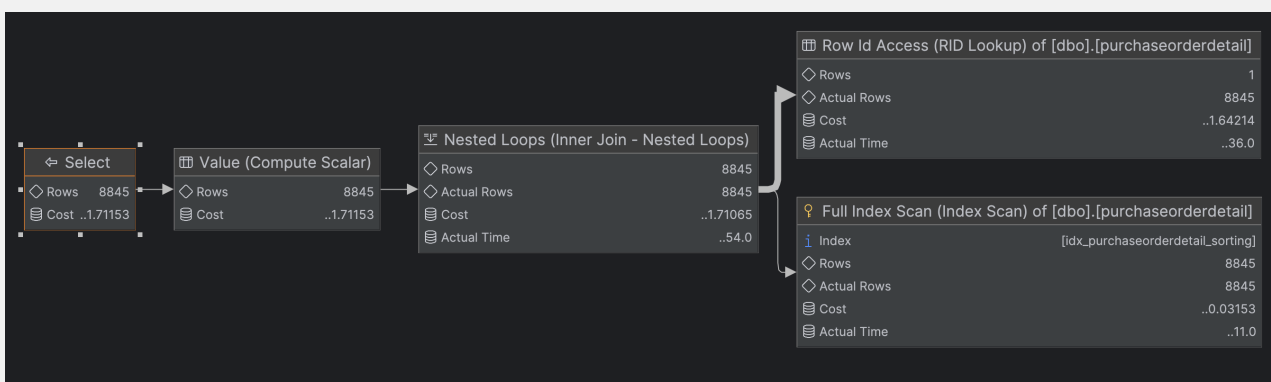 Select
Rows 8845
Cost ..1.71153
Value (Compute Scalar)
Rows 8845
Cost ..1.71153
Nested Loops (Inner Join - Nested Loops)
Rows 8845
Actual Rows 8845
Cost ..1.71065
Actual Time ..54.0
Row Id Access (RID Lookup) of [dbo].[purchaseorderdetail]
Rows 1
Actual Rows 8845
Cost ..1.64214
Actual Time ..36.0
Full Index Scan (Index Scan) of [dbo].[purchaseorderdetail]
Index [idx_purchaseorderdetail_sorting]
Rows 8845
Actual Rows 8845
Cost ..0.03153
Actual Time ..11.0